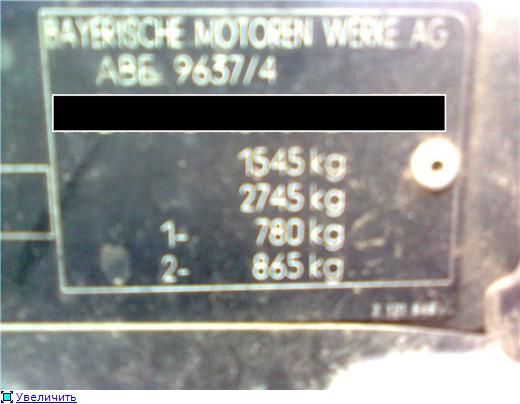 BAYERISCHE MOTOREN WERKE AG
ABE 9637/4
1545 kg
2745 kg
1- 780 kg
2- 865 kg
Увеличить